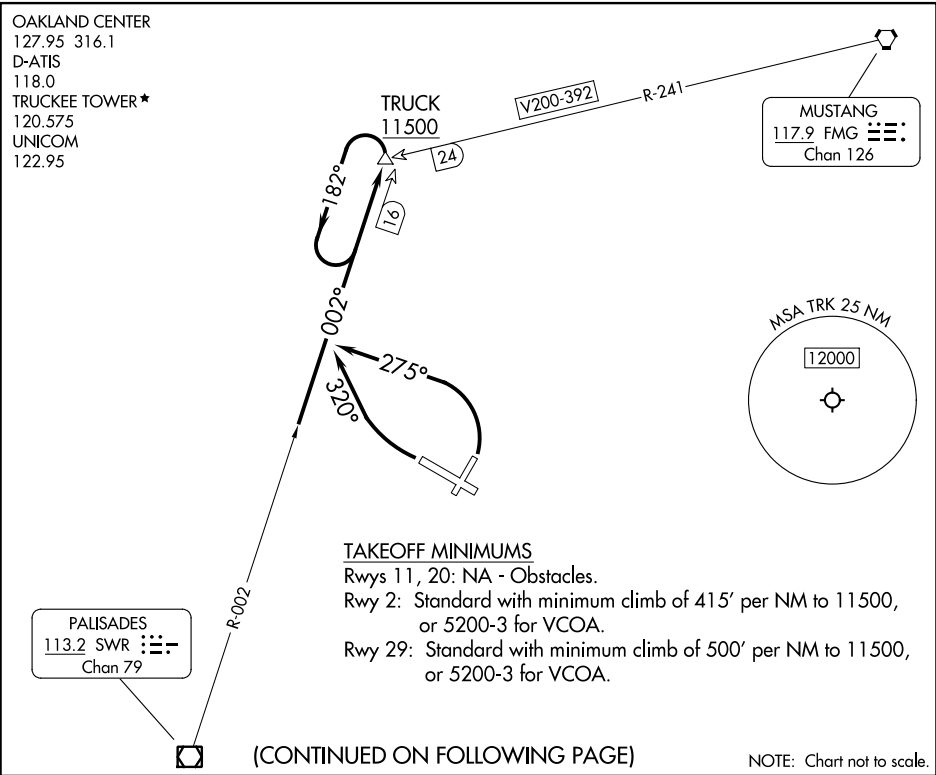 OAKLAND CENTER
127.95 316.1
D-ATIS
118.0
TRUCKEE TOWER★
120.575
UNICOM
122.95
TRUCK
11500
V200-392
R-241
24
MUSTANG
117.9 FMG
Chan 126
182°
16
002°
275°
320°
MSA TRK 25 NM
12000
R-002
PALISADES
113.2 SWR
Chan 79
TAKEOFF MINIMUMS
Rwys 11, 20: NA - Obstacles.
Rwy 2: Standard with minimum climb of 415' per NM to 11500,
or 5200-3 for VCOA.
Rwy 29: Standard with minimum climb of 500' per NM to 11500,
or 5200-3 for VCOA.
(CONTINUED ON FOLLOWING PAGE)
NOTE: Chart not to scale.